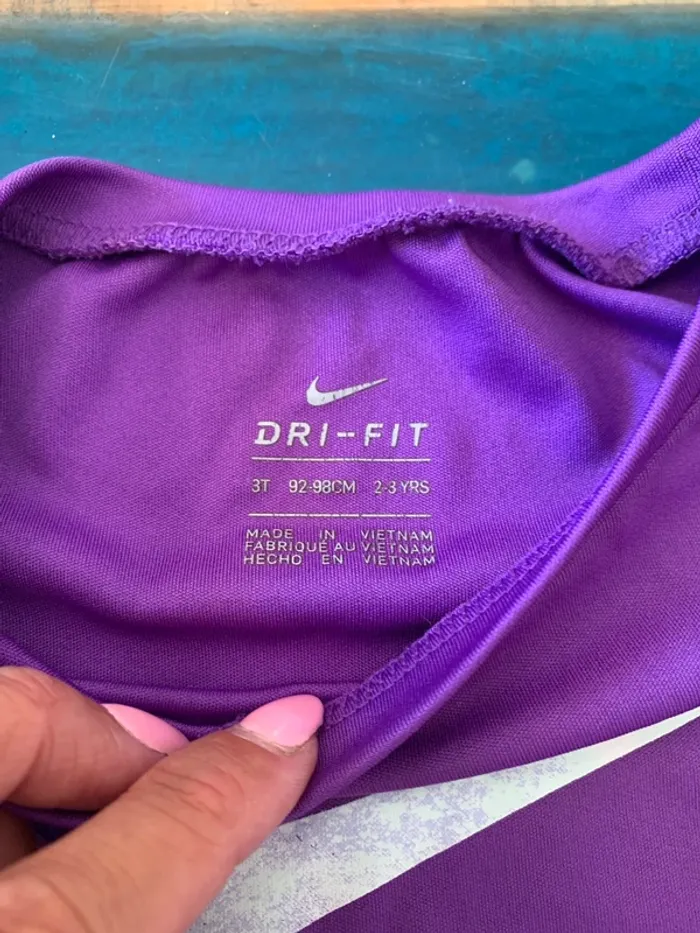 DRI-FIT
3T 92-98CM 2-3 YRS
MADE IN VIETNAM
FABRIQUÉ AU VIETNAM
HECHO EN VIETNAM